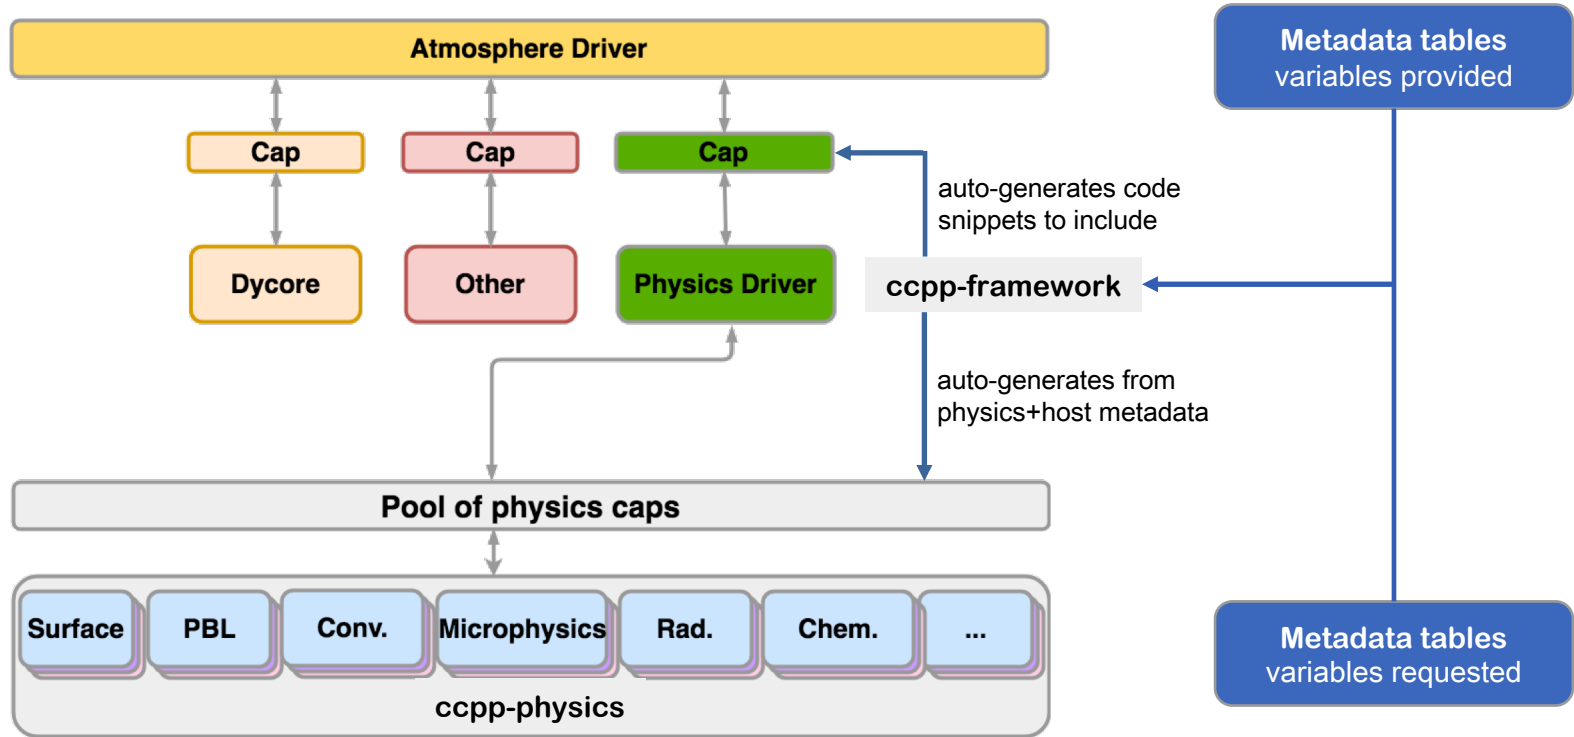 Atmosphere Driver
Metadata tables
variables provided
Cap
Cap
Cap
auto-generates code
snippets to include
Dycore
Other
Physics Driver
ccpp-framework
auto-generates from
physics+host metadata
Pool of physics caps
Surface
PBL
Conv.
Microphysics
Rad.
Chem.
...
ccpp-physics
Metadata tables
variables requested